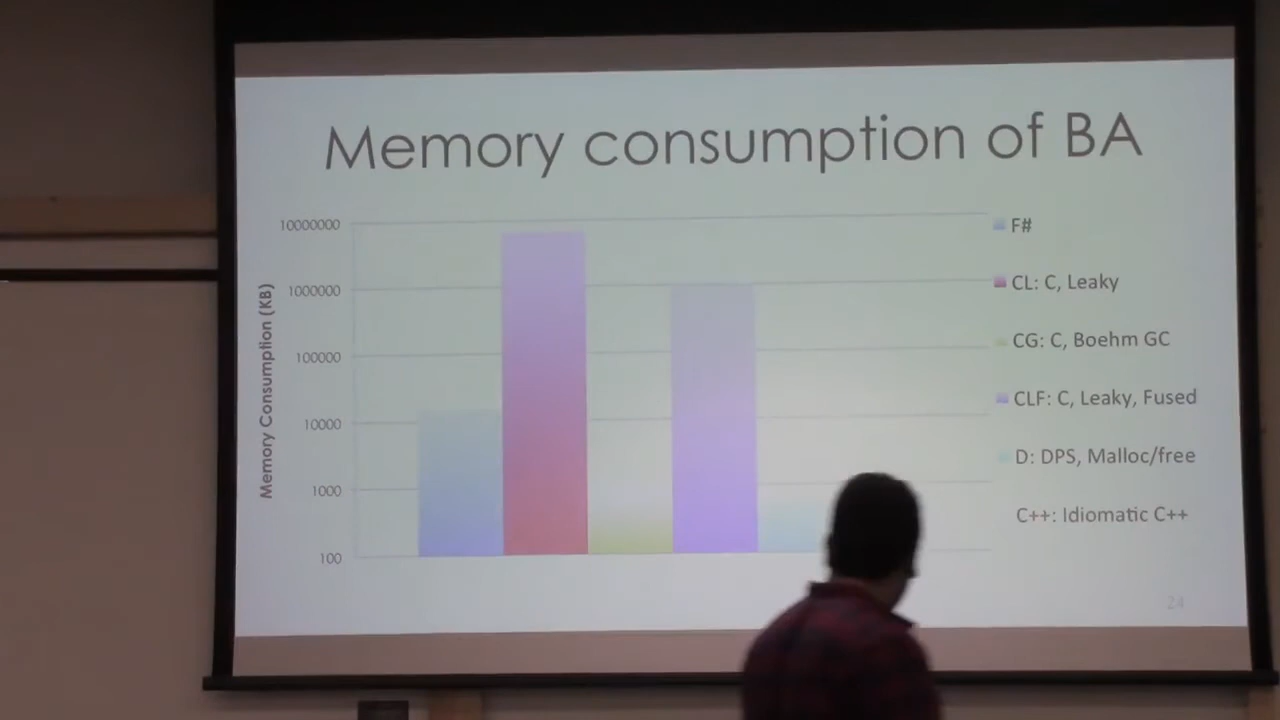 Memory consumption of BA
Memory Consumption (KB)
10000000
1000000
100000
10000
1000
100
F#
CL: C, Leaky
CG: C, Boehm GC
CLF: C, Leaky, Fused
D: DPS, Malloc/free
C++: Idiomatic C++
24